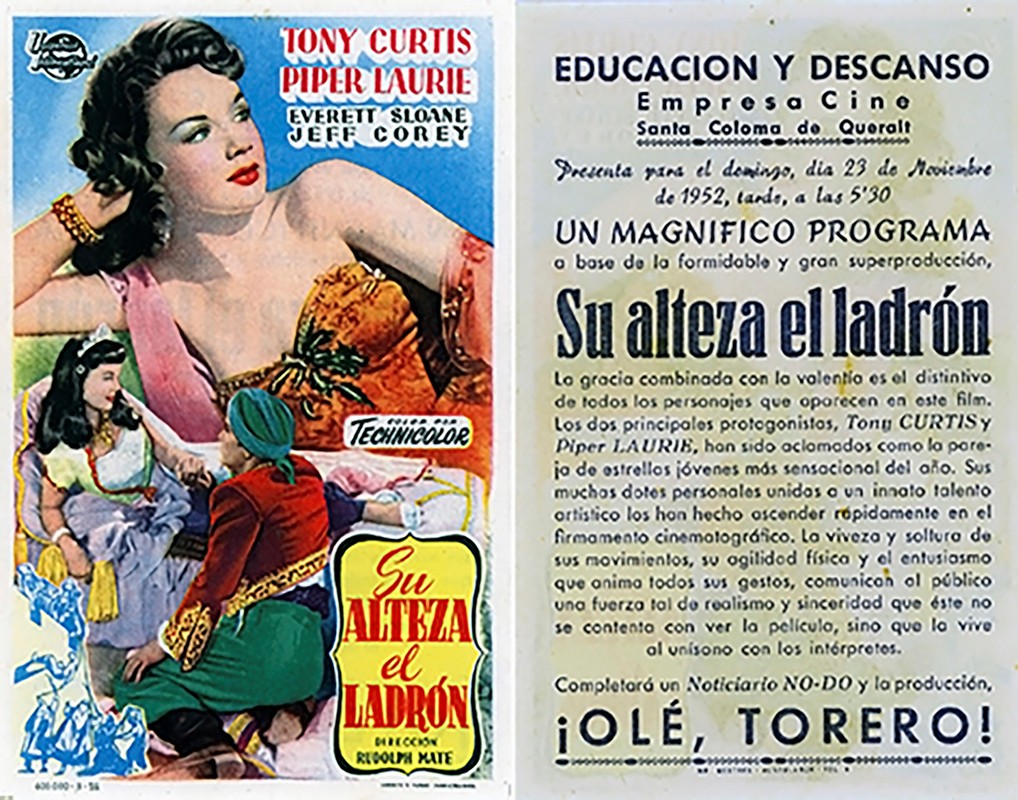 Universal
International
TONY CURTIS
PIPER LAURIE
EVERETT SLOANE
JEFF COREY
COLOR POR
TECHNICOLOR
Su
ALTEZA
el
LADRÓN
DIRECCION
RUDOLPH MATE
EDUCACION Y DESCANSO
Empresa Cine
Santa Coloma de Queralt
Presenta para el domingo, dia 23 de Noviembre
de 1952, tarde, a las 5'30
UN MAGNIFICO PROGRAMA
a base de la formidable y gran superproducción,
Su alteza el ladrón
La gracia combinada con la valentía es el distintivo
de todos los personajes que aparecen en este film.
Los dos principales protagonistas, Tony CURTIS y
Piper LAURIE, han sido aclamados como la pare-
ja de estrellas jóvenes más sensacional del año. Sus
muchas dotes personales unidas a un innato talento
artístico los han hecho ascender rápidamente en el
firmamento cinematográfico. La viveza y soltura de
sus movimientos, su agilidad física y el entusiasmo
que anima todos sus gestos, comunican al público
una fuerza tal de realismo y sinceridad que éste no
se contenta con ver la película, sino que la vive
al unísono con los intérpretes.
Completará un Noticiario NO-DO y la producción,
¡OLÉ, TORERO!